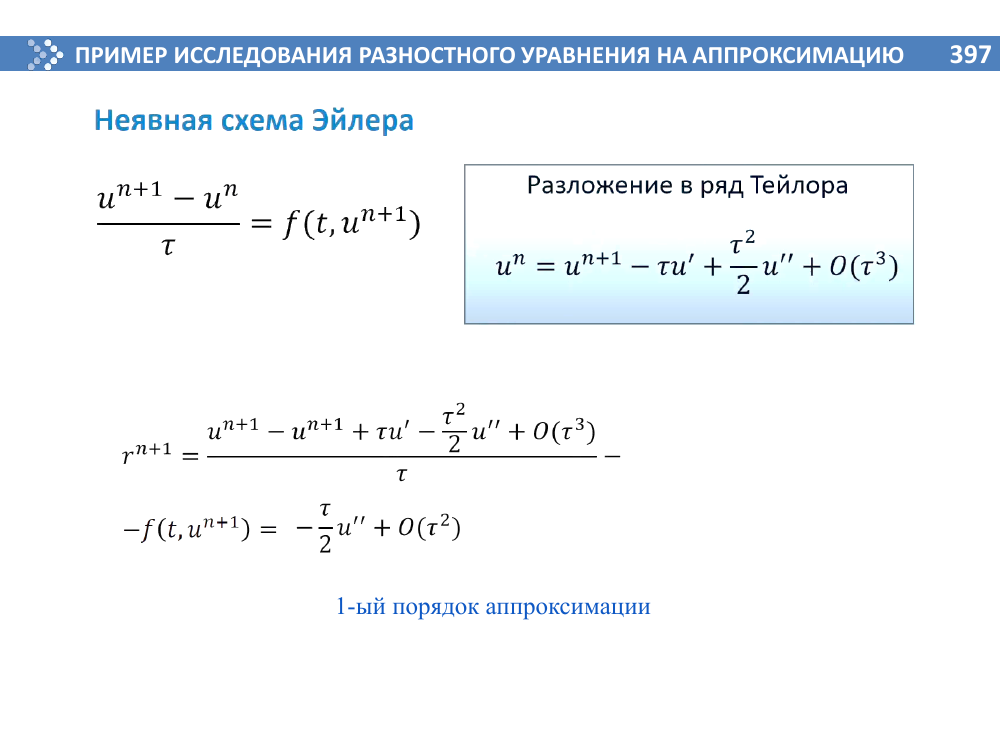 ПРИМЕР ИССЛЕДОВАНИЯ РАЗНОСТНОГО УРАВНЕНИЯ НА АППРОКСИМАЦИЮ 397
Неявная схема Эйлера
\frac{u^{n+1} - u^n}{\tau} = f(t, u^{n+1})
Разложение в ряд Тейлора
u^n = u^{n+1} - \tau u' + \frac{\tau^2}{2} u'' + O(\tau^3)
r^{n+1} = \frac{u^{n+1} - u^{n+1} + \tau u' - \frac{\tau^2}{2} u'' + O(\tau^3)}{\tau} -
-f(t, u^{n+1}) = -\frac{\tau}{2} u'' + O(\tau^2)
1-ый порядок аппроксимации